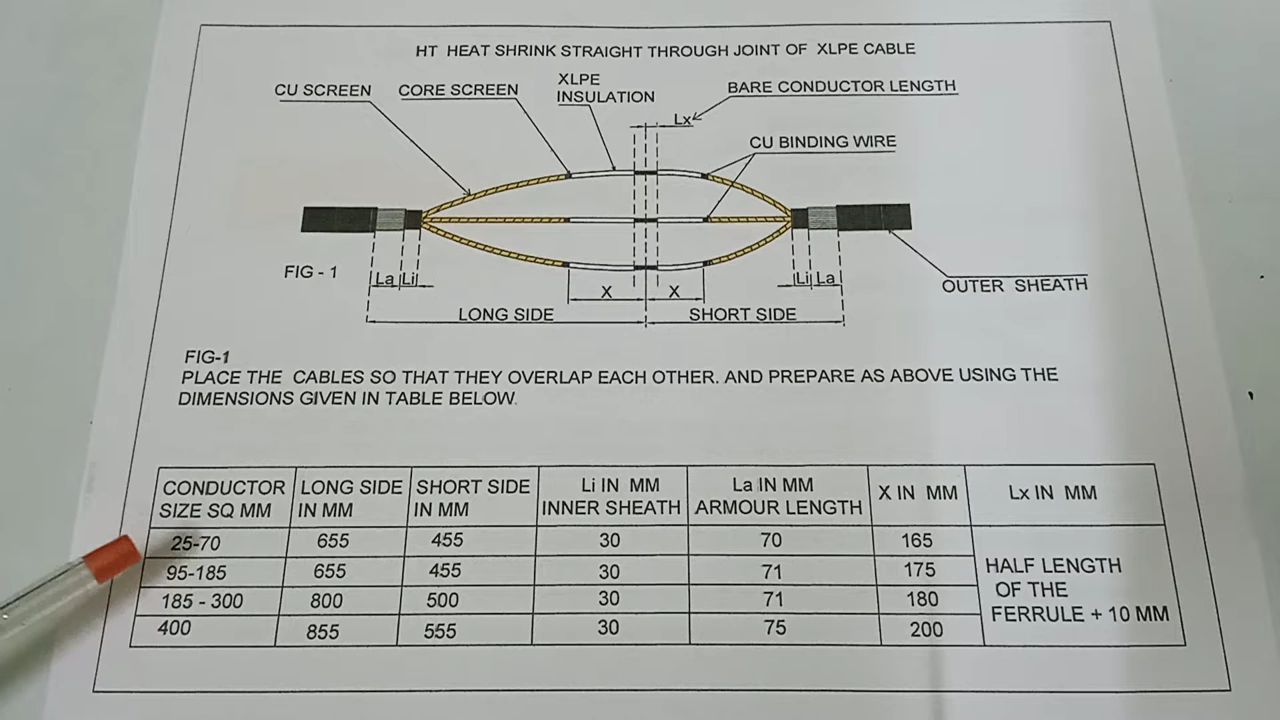 HT HEAT SHRINK STRAIGHT THROUGH JOINT OF XLPE CABLE
CU SCREEN
CORE SCREEN
XLPE
INSULATION
BARE CONDUCTOR LENGTH
Lx
CU BINDING WIRE
FIG - 1
La
Li
Li
La
X
X
OUTER SHEATH
LONG SIDE
SHORT SIDE
FIG-1
PLACE THE CABLES SO THAT THEY OVERLAP EACH OTHER. AND PREPARE AS ABOVE USING THE
DIMENSIONS GIVEN IN TABLE BELOW.
CONDUCTOR SIZE SQ MM | LONG SIDE IN MM | SHORT SIDE IN MM | Li IN MM INNER SHEATH | La IN MM ARMOUR LENGTH | X IN MM | Lx IN MM
25-70 655 455 30 70 165
95-185 655 455 30 71 175
185 - 300 800 500 30 71 180
400 855 555 30 75 200
HALF LENGTH
OF THE
FERRULE + 10 MM